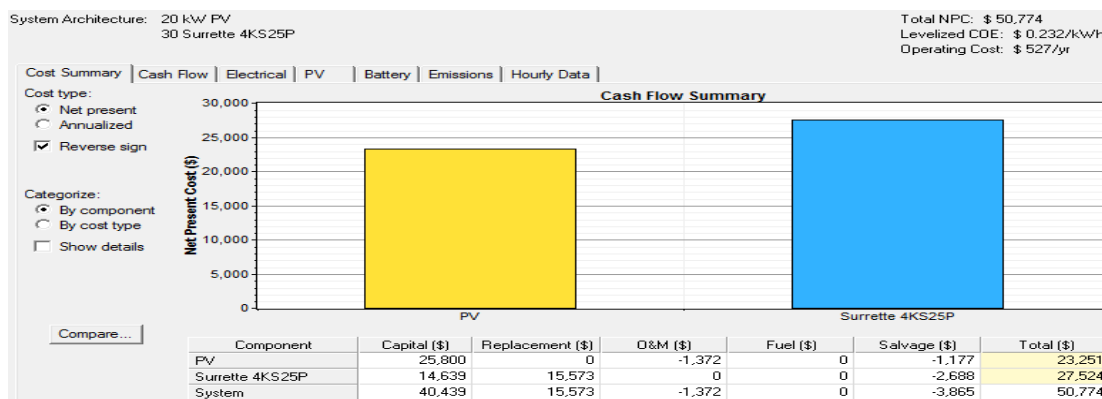 System Architecture: 20 kW PV
30 Surrette 4KS25P
Total NPC: $ 50,774
Levelized COE: $ 0.232/kWh
Operating Cost: $ 527/yr
Cost Summary Cash Flow Electrical PV Battery Emissions Hourly Data
Cost type:
Net present
Annualized
Reverse sign
Categorize:
By component
By cost type
Show details
Compare...
Cash Flow Summary
Net Present Cost ($)
30,000
25,000
20,000
15,000
10,000
5,000
0
PV Surrette 4KS25P
Component Capital ($) Replacement ($) O&M ($) Fuel ($) Salvage ($) Total ($)
PV 25,800 0 -1,372 0 -1,177 23,251
Surrette 4KS25P 14,639 15,573 0 0 -2,688 27,524
System 40,439 15,573 -1,372 0 -3,865 50,774